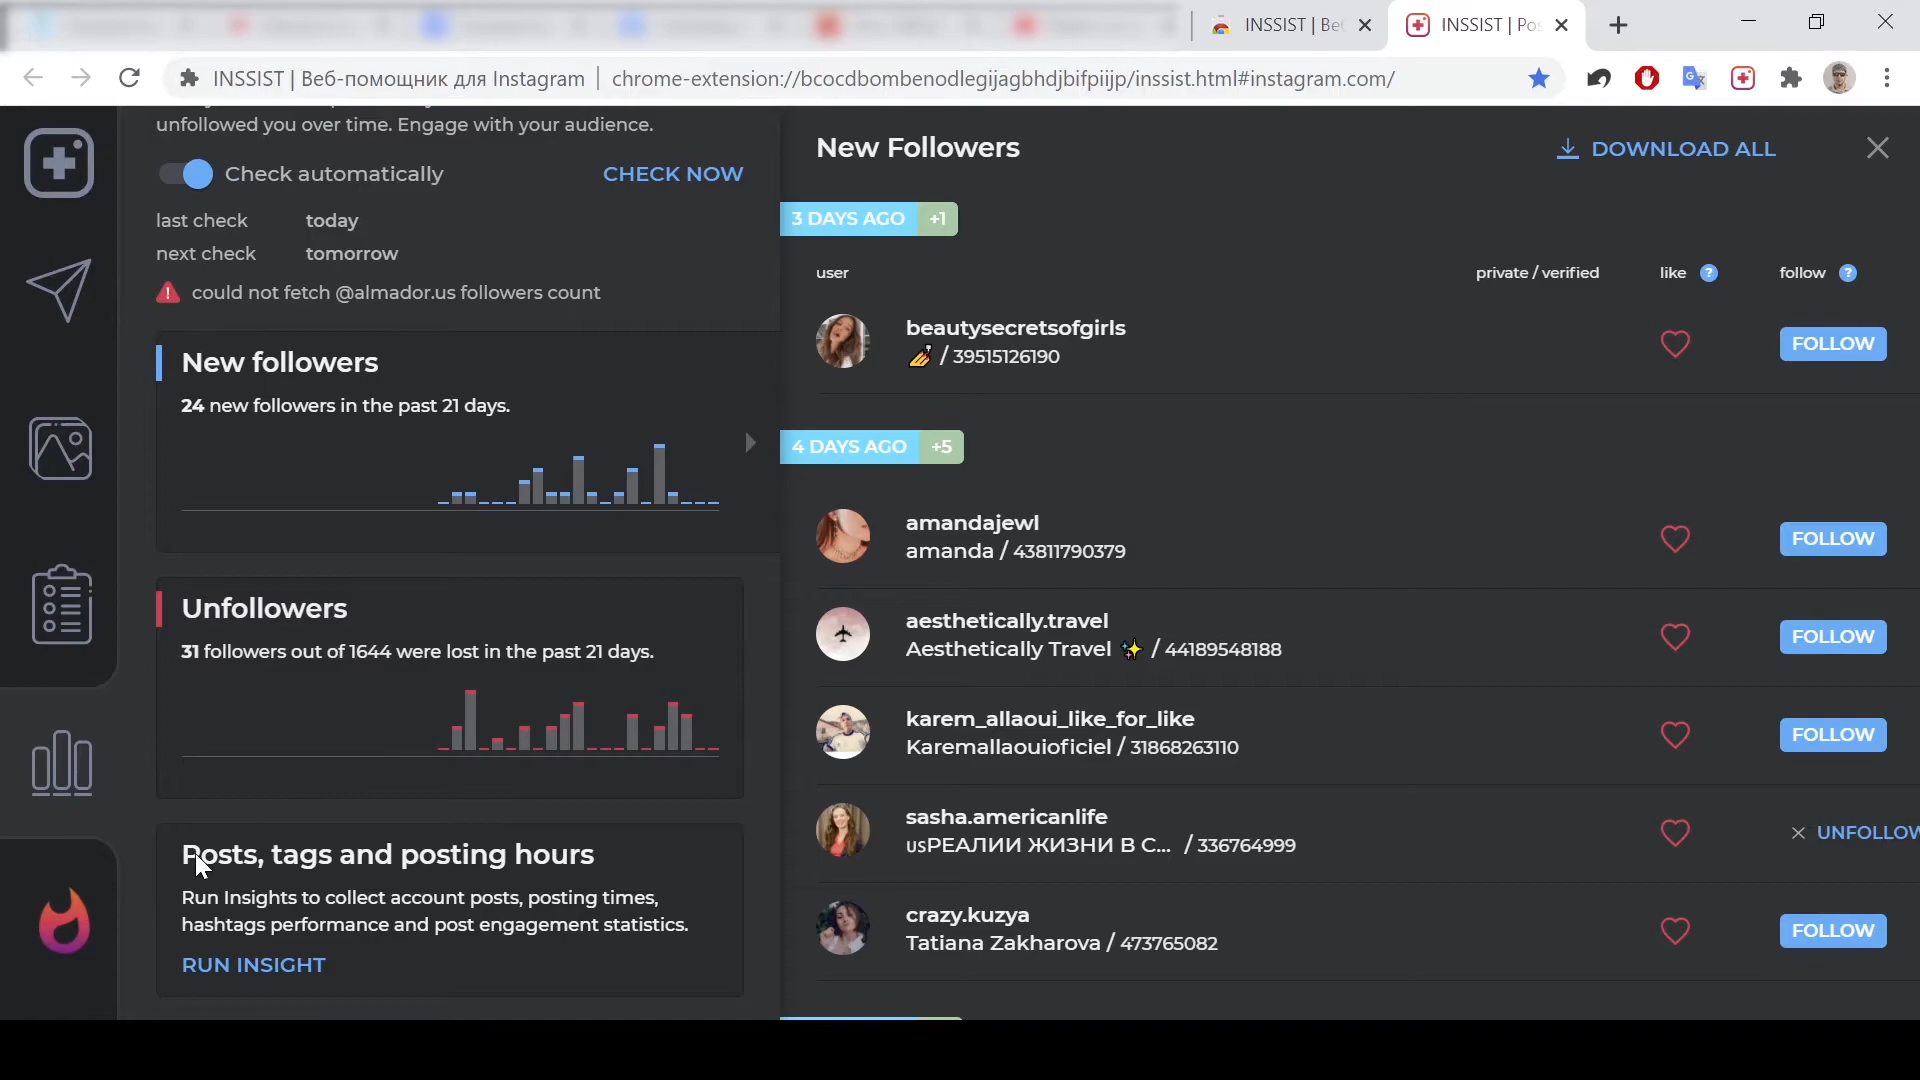 INSSIST | Ве
INSSIST | Pos
INSSIST | Веб-помощник для Instagram
chrome-extension://bcocdbombenodlegijagbhdjbifpiijp/inssist.html#instagram.com/
unfollowed you over time. Engage with your audience.
Check automatically
CHECK NOW
last check today
next check tomorrow
could not fetch @almador.us followers count
New followers
24 new followers in the past 21 days.
Unfollowers
31 followers out of 1644 were lost in the past 21 days.
Posts, tags and posting hours
Run Insights to collect account posts, posting times,
hashtags performance and post engagement statistics.
RUN INSIGHT
New Followers
DOWNLOAD ALL
3 DAYS AGO +1
user private / verified like ? follow ?
beautysecretsofgirls
💅 / 39515126190
FOLLOW
4 DAYS AGO +5
amandajewl
amanda / 43811790379
FOLLOW
aesthetically.travel
Aesthetically Travel ✨ / 44189548188
FOLLOW
karem_allaoui_like_for_like
Karemallaouioficiel / 31868263110
FOLLOW
sasha.americanlife
usРЕАЛИИ ЖИЗНИ В С... / 336764999
UNFOLLOW
crazy.kuzya
Tatiana Zakharova / 473765082
FOLLOW